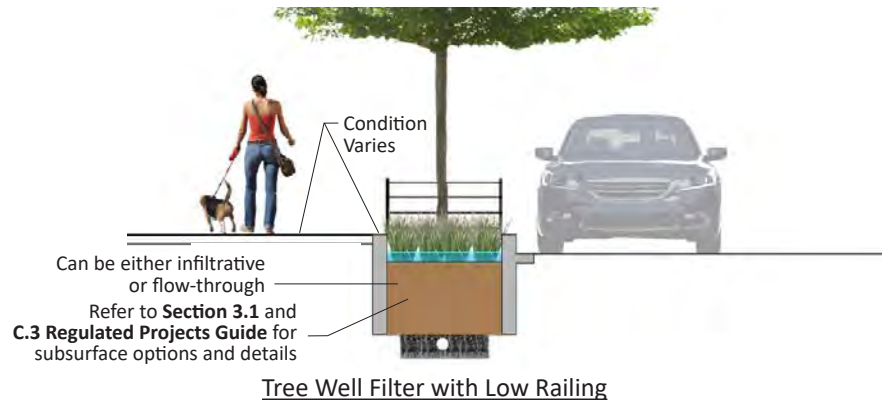 Condition
Varies
Can be either infiltrative
or flow-through
Refer to Section 3.1 and
C.3 Regulated Projects Guide for
subsurface options and details
Tree Well Filter with Low Railing